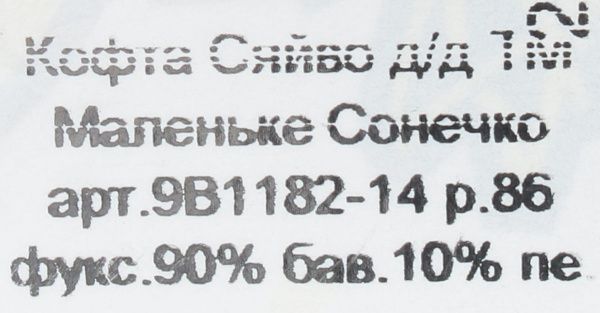 Кофта Сяйво д/д ТМ
Маленьке Сонечко
арт.9В1182-14 р.86
фукс.90% бав.10% пе